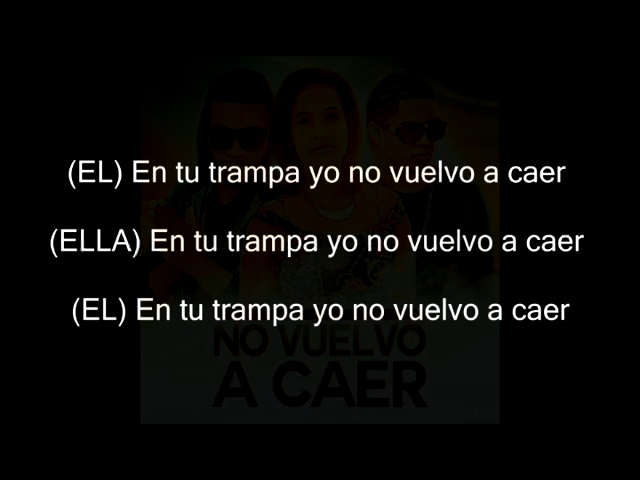 (EL) En tu trampa yo no vuelvo a caer
(ELLA) En tu trampa yo no vuelvo a caer
(EL) En tu trampa yo no vuelvo a caer
NO VUELVO
A CAER